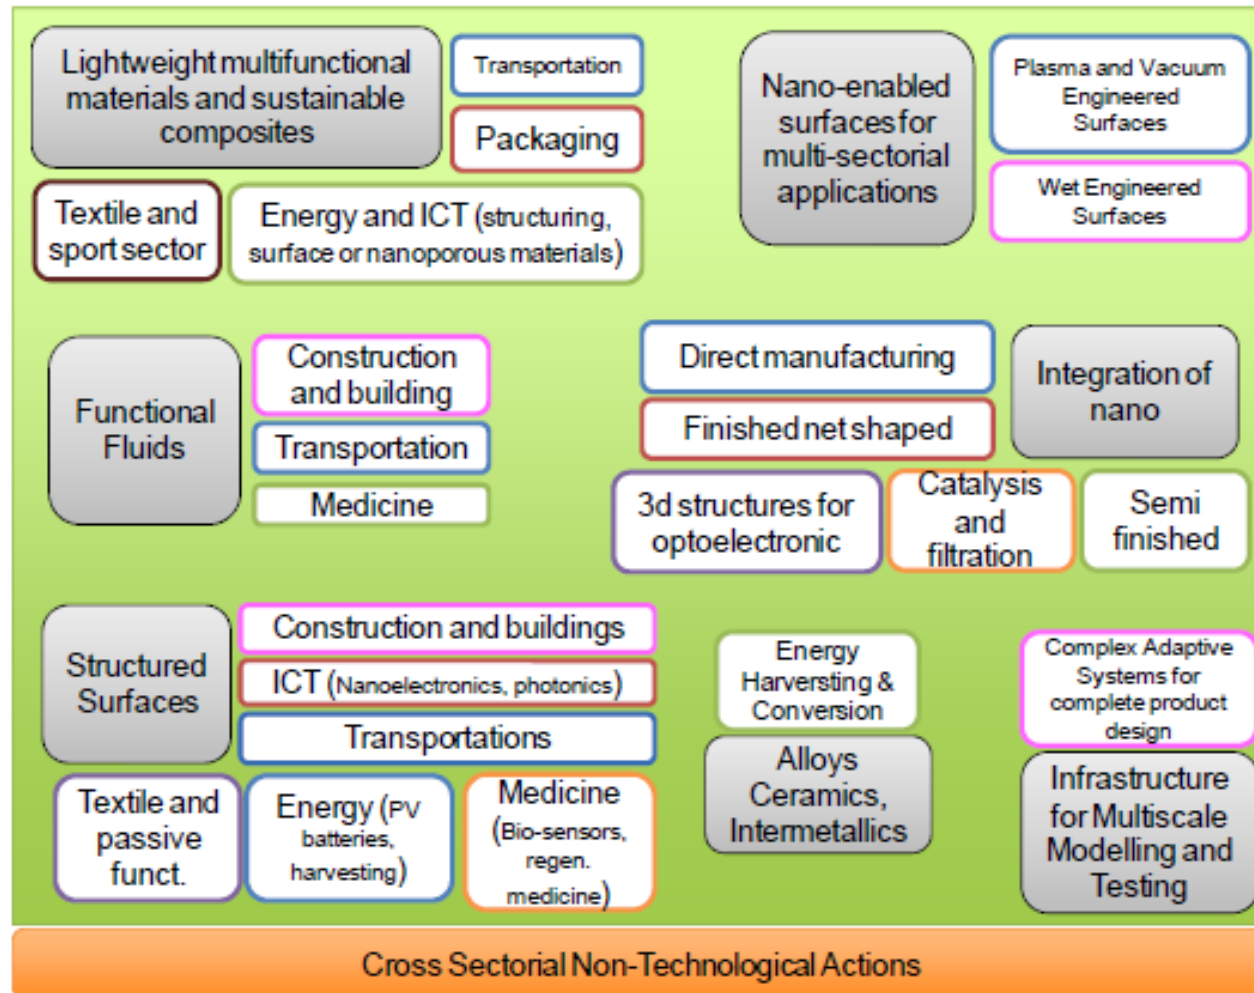 Lightweight multifunctional
materials and sustainable
composites
Transportation
Packaging
Textile and
sport sector
Energy and ICT (structuring,
surface or nanoporous materials)
Nano-enabled
surfaces for
multi-sectorial
applications
Plasma and Vacuum
Engineered
Surfaces
Wet Engineered
Surfaces
Functional
Fluids
Construction
and building
Transportation
Medicine
Direct manufacturing
Finished net shaped
Integration of
nano
3d structures for
optoelectronic
Catalysis
and
filtration
Semi
finished
Structured
Surfaces
Construction and buildings
ICT (Nanoelectronics, photonics)
Transportations
Textile and
passive
funct.
Energy (PV
batteries,
harvesting)
Medicine
(Bio-sensors,
regen.
medicine)
Energy
Harversting &
Conversion
Alloys
Ceramics,
Intermetallics
Complex Adaptive
Systems for
complete product
design
Infrastructure
for Multiscale
Modelling and
Testing
Cross Sectorial Non-Technological Actions